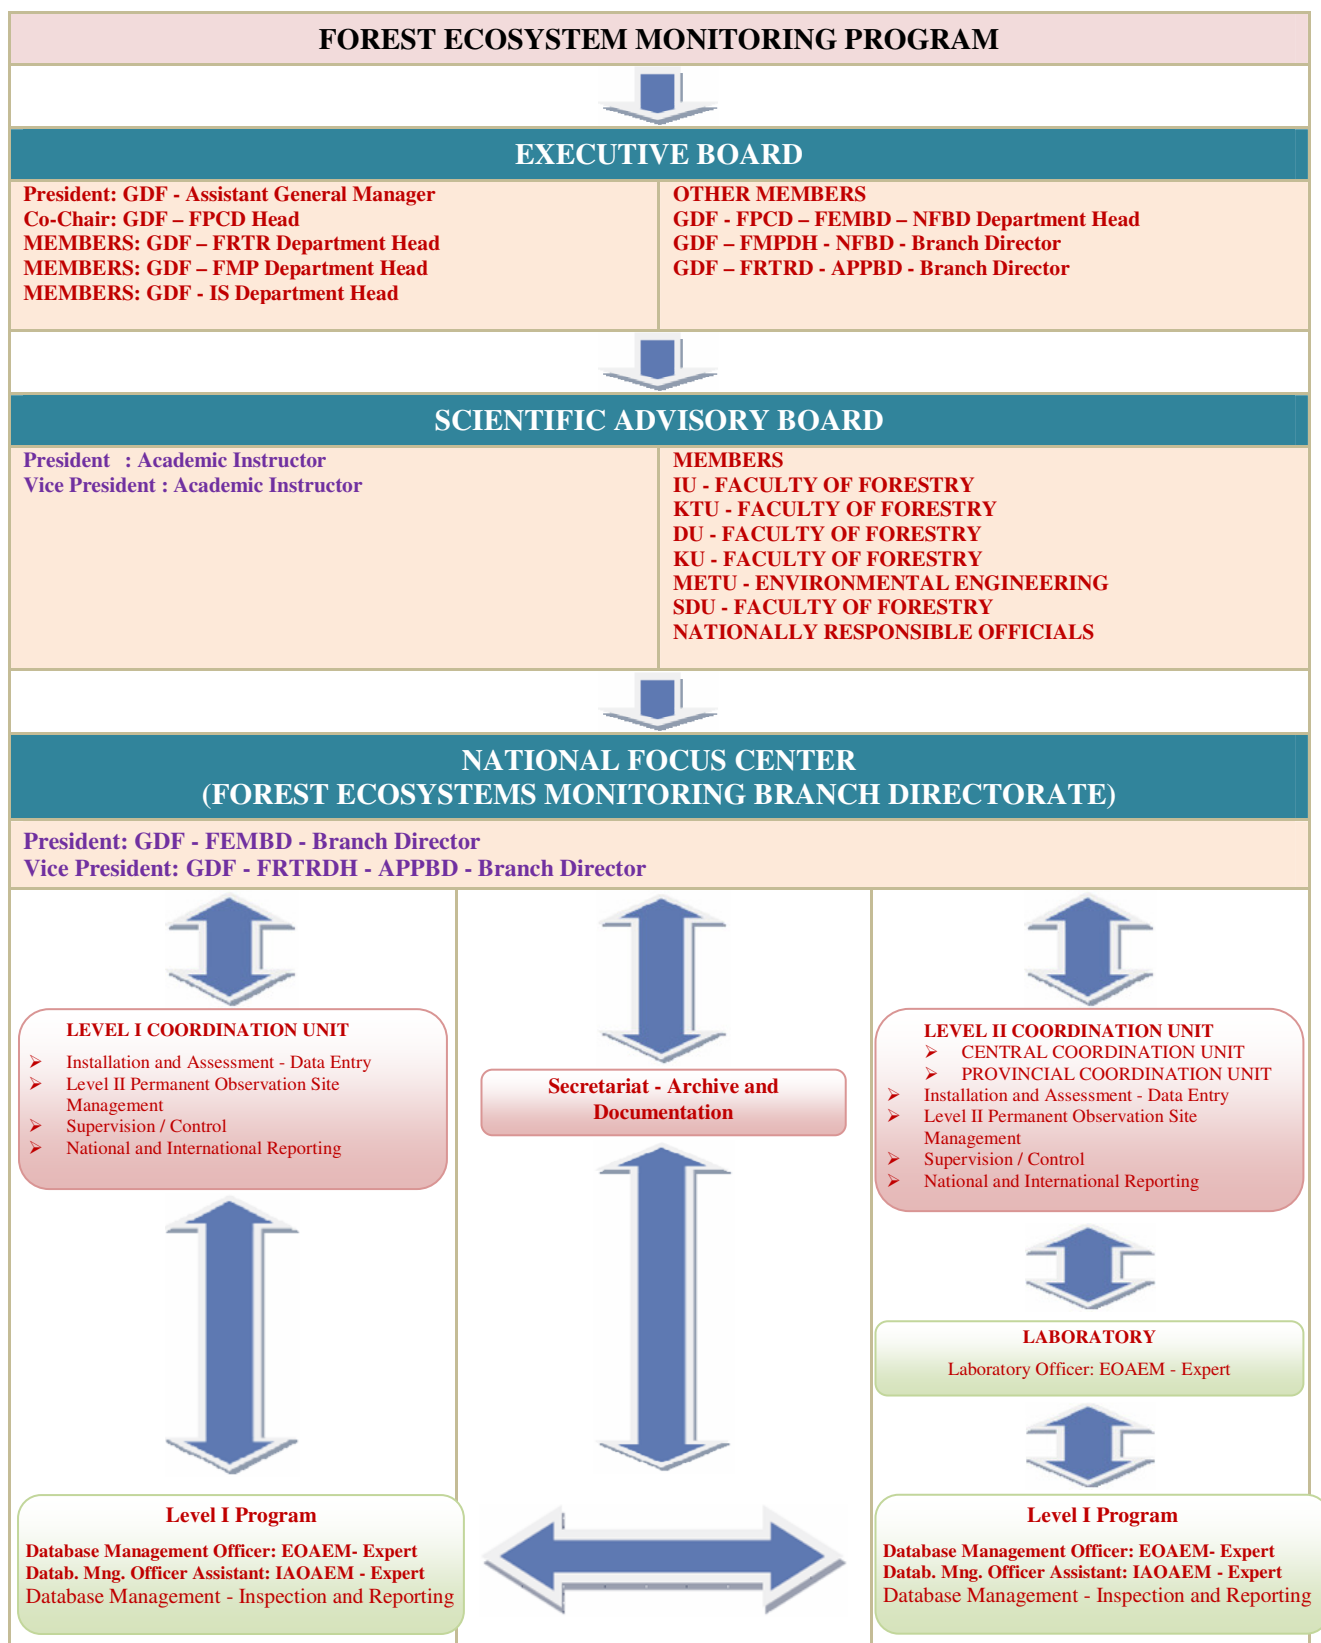 FOREST ECOSYSTEM MONITORING PROGRAM
EXECUTIVE BOARD
President: GDF - Assistant General Manager
Co-Chair: GDF – FPCD Head
MEMBERS: GDF – FRTR Department Head
MEMBERS: GDF – FMP Department Head
MEMBERS: GDF - IS Department Head
OTHER MEMBERS
GDF - FPCD – FEMBD – NFBD Department Head
GDF – FMPDH - NFBD - Branch Director
GDF – FRTRD - APPBD - Branch Director
SCIENTIFIC ADVISORY BOARD
President : Academic Instructor
Vice President : Academic Instructor
MEMBERS
IU - FACULTY OF FORESTRY
KTU - FACULTY OF FORESTRY
DU - FACULTY OF FORESTRY
KU - FACULTY OF FORESTRY
METU - ENVIRONMENTAL ENGINEERING
SDU - FACULTY OF FORESTRY
NATIONALLY RESPONSIBLE OFFICIALS
NATIONAL FOCUS CENTER
(FOREST ECOSYSTEMS MONITORING BRANCH DIRECTORATE)
President: GDF - FEMBD - Branch Director
Vice President: GDF - FRTRDH - APPBD - Branch Director
LEVEL I COORDINATION UNIT
➢ Installation and Assessment - Data Entry
➢ Level II Permanent Observation Site
Management
➢ Supervision / Control
➢ National and International Reporting
Secretariat - Archive and
Documentation
LEVEL II COORDINATION UNIT
➢ CENTRAL COORDINATION UNIT
➢ PROVINCIAL COORDINATION UNIT
➢ Installation and Assessment - Data Entry
➢ Level II Permanent Observation Site
Management
➢ Supervision / Control
➢ National and International Reporting
LABORATORY
Laboratory Officer: EOAEM - Expert
Level I Program
Database Management Officer: EOAEM- Expert
Datab. Mng. Officer Assistant: IAOAEM - Expert
Database Management - Inspection and Reporting
Level I Program
Database Management Officer: EOAEM- Expert
Datab. Mng. Officer Assistant: IAOAEM - Expert
Database Management - Inspection and Reporting